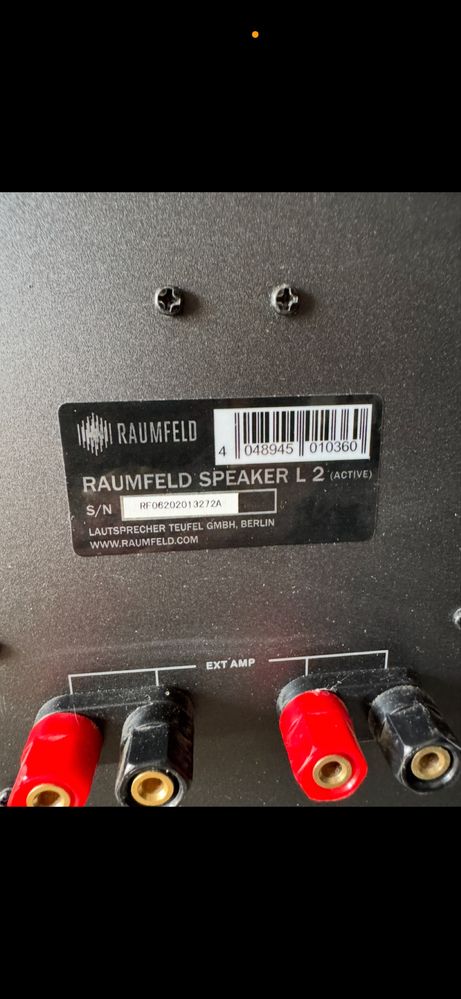 RAUMFELD
4 048945 010360
RAUMFELD SPEAKER L 2 (ACTIVE)
S/N RF06202013272A
LAUTSPRECHER TEUFEL GMBH, BERLIN
WWW.RAUMFELD.COM
EXT AMP